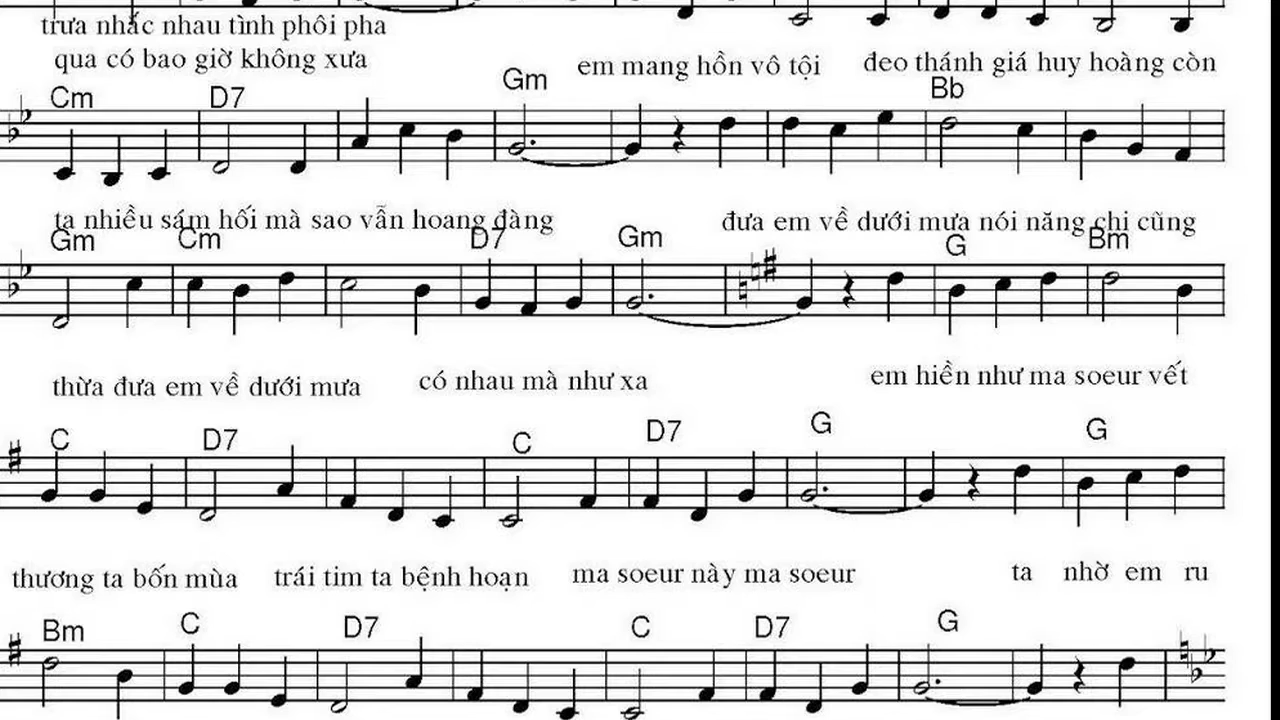 trưa nhắc nhau tình phôi pha
qua có bao giờ không xưa
em mang hồn vô tội đeo thánh giá huy hoàng còn
Cm D7 Gm Bb
ta nhiều sám hối mà sao vẫn hoang đàng đưa em về dưới mưa nói năng chi cũng
Gm Cm D7 Gm G Bm
thừa đưa em về dưới mưa có nhau mà như xa em hiền như ma soeur vết
C D7 C D7 G G
thương ta bốn mùa trái tim ta bệnh hoạn ma soeur này ma soeur ta nhờ em ru
Bm C D7 C D7 G